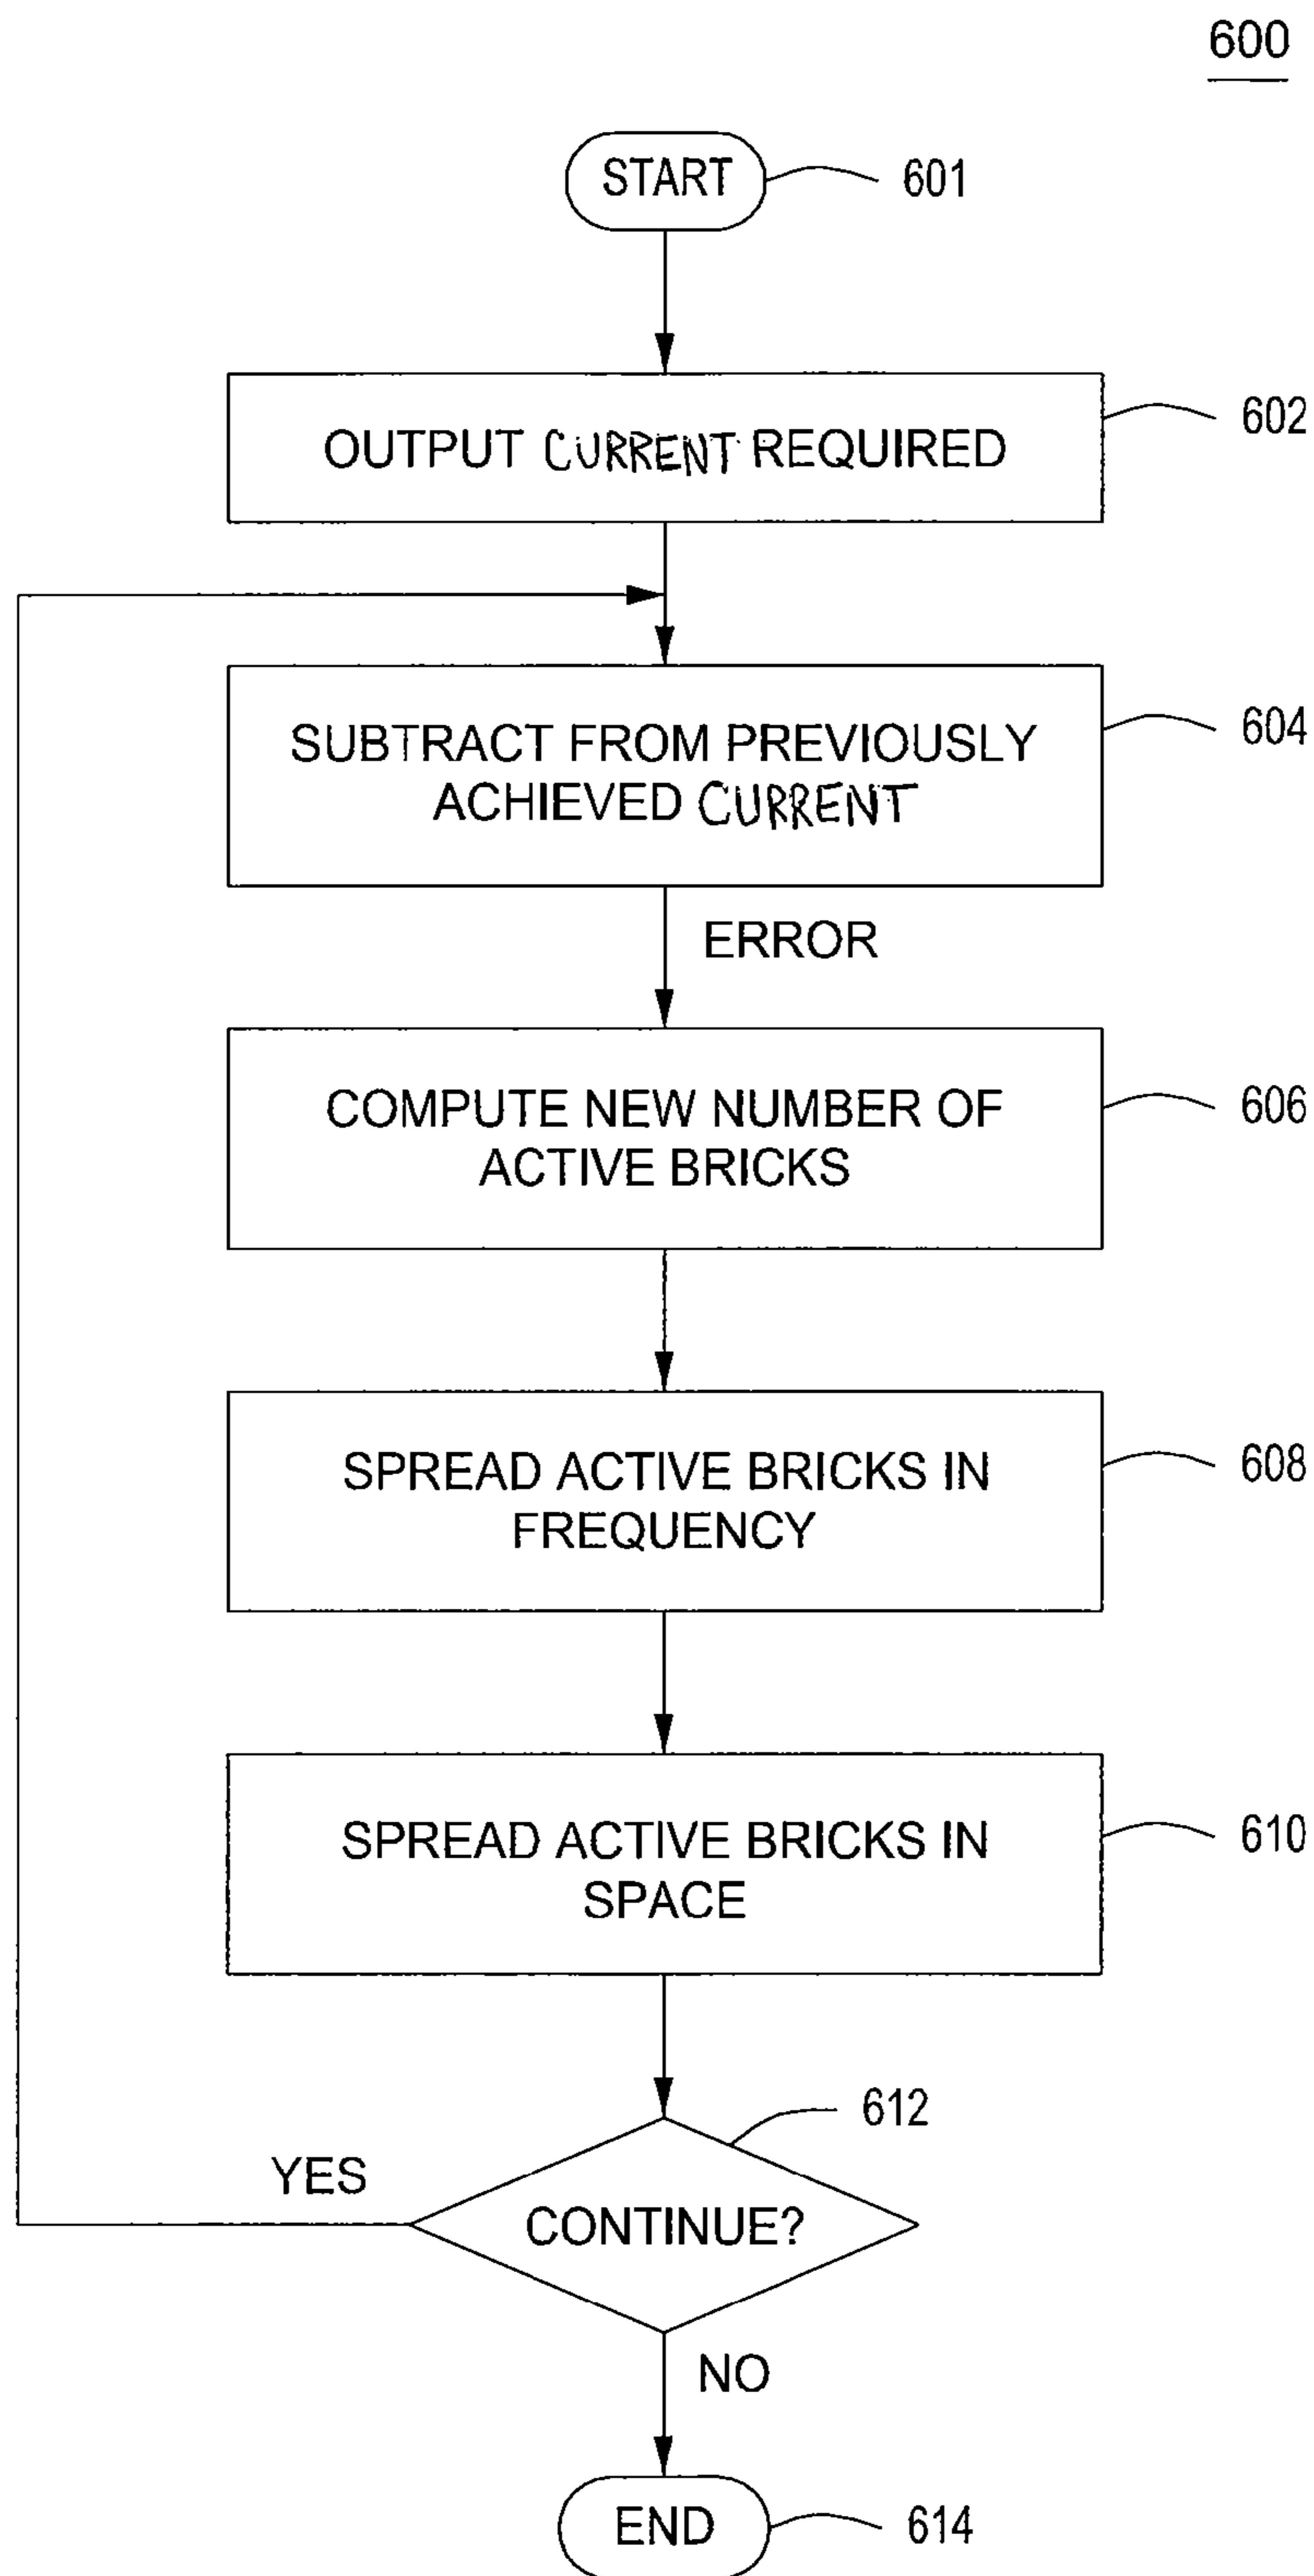 600
START
601
OUTPUT CURRENT REQUIRED
602
SUBTRACT FROM PREVIOUSLY
ACHIEVED CURRENT
604
ERROR
COMPUTE NEW NUMBER OF
ACTIVE BRICKS
606
SPREAD ACTIVE BRICKS IN
FREQUENCY
608
SPREAD ACTIVE BRICKS IN
SPACE
610
612
YES
CONTINUE?
NO
END
614